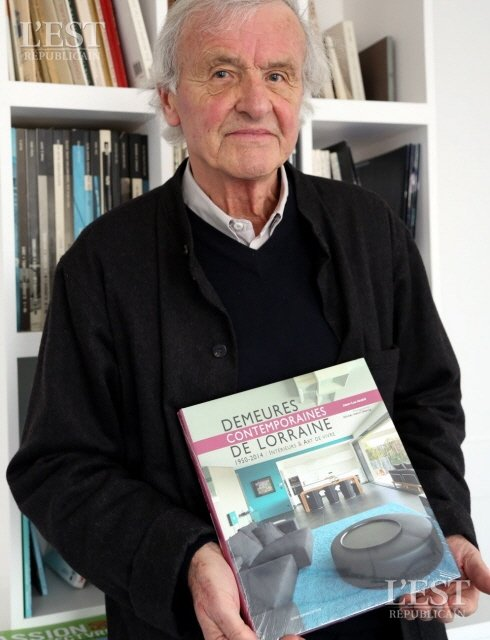 L'EST
RÉPUBLICAIN
DEMEURES
CONTEMPORAINES
DE LORRAINE
1950-2014 : INTÉRIEURS & ART DE VIVRE
L'EST
RÉPUBLICAIN